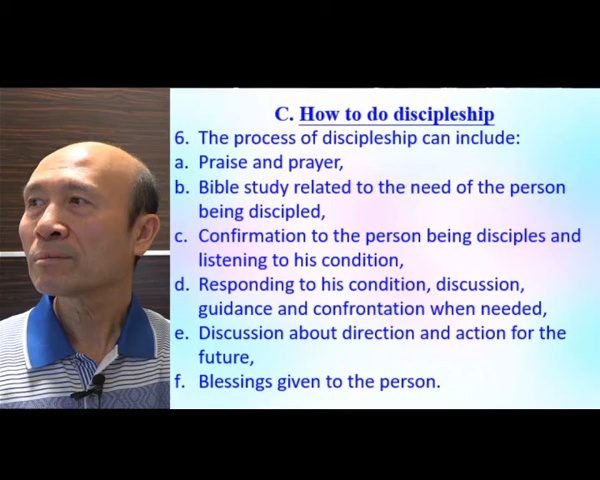 C. How to do discipleship
6. The process of discipleship can include:
a. Praise and prayer,
b. Bible study related to the need of the person
being discipled,
c. Confirmation to the person being disciples and
listening to his condition,
d. Responding to his condition, discussion,
guidance and confrontation when needed,
e. Discussion about direction and action for the
future,
f. Blessings given to the person.